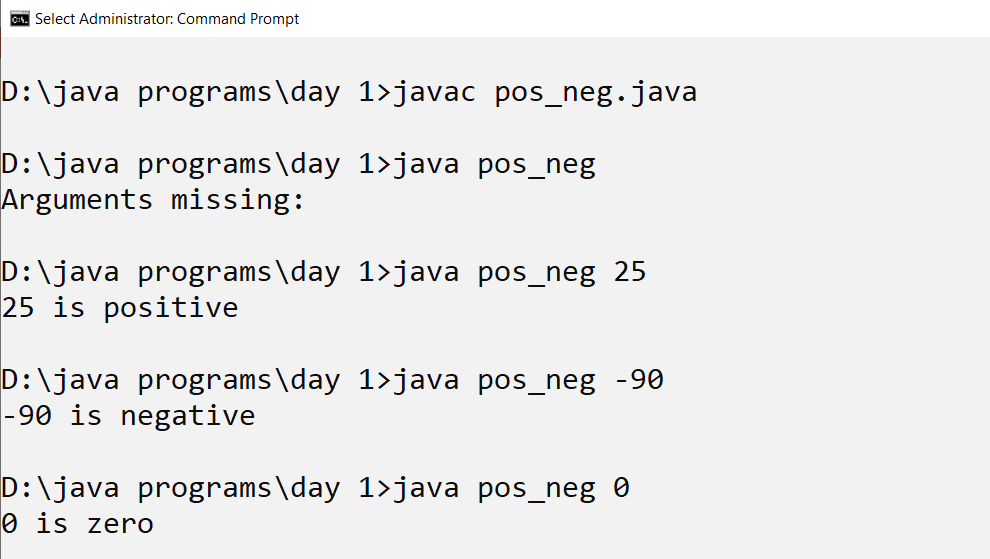 Select Administrator: Command Prompt
D:\java programs\day 1>javac pos_neg.java
D:\java programs\day 1>java pos_neg
Arguments missing:
D:\java programs\day 1>java pos_neg 25
25 is positive
D:\java programs\day 1>java pos_neg -90
-90 is negative
D:\java programs\day 1>java pos_neg 0
0 is zero